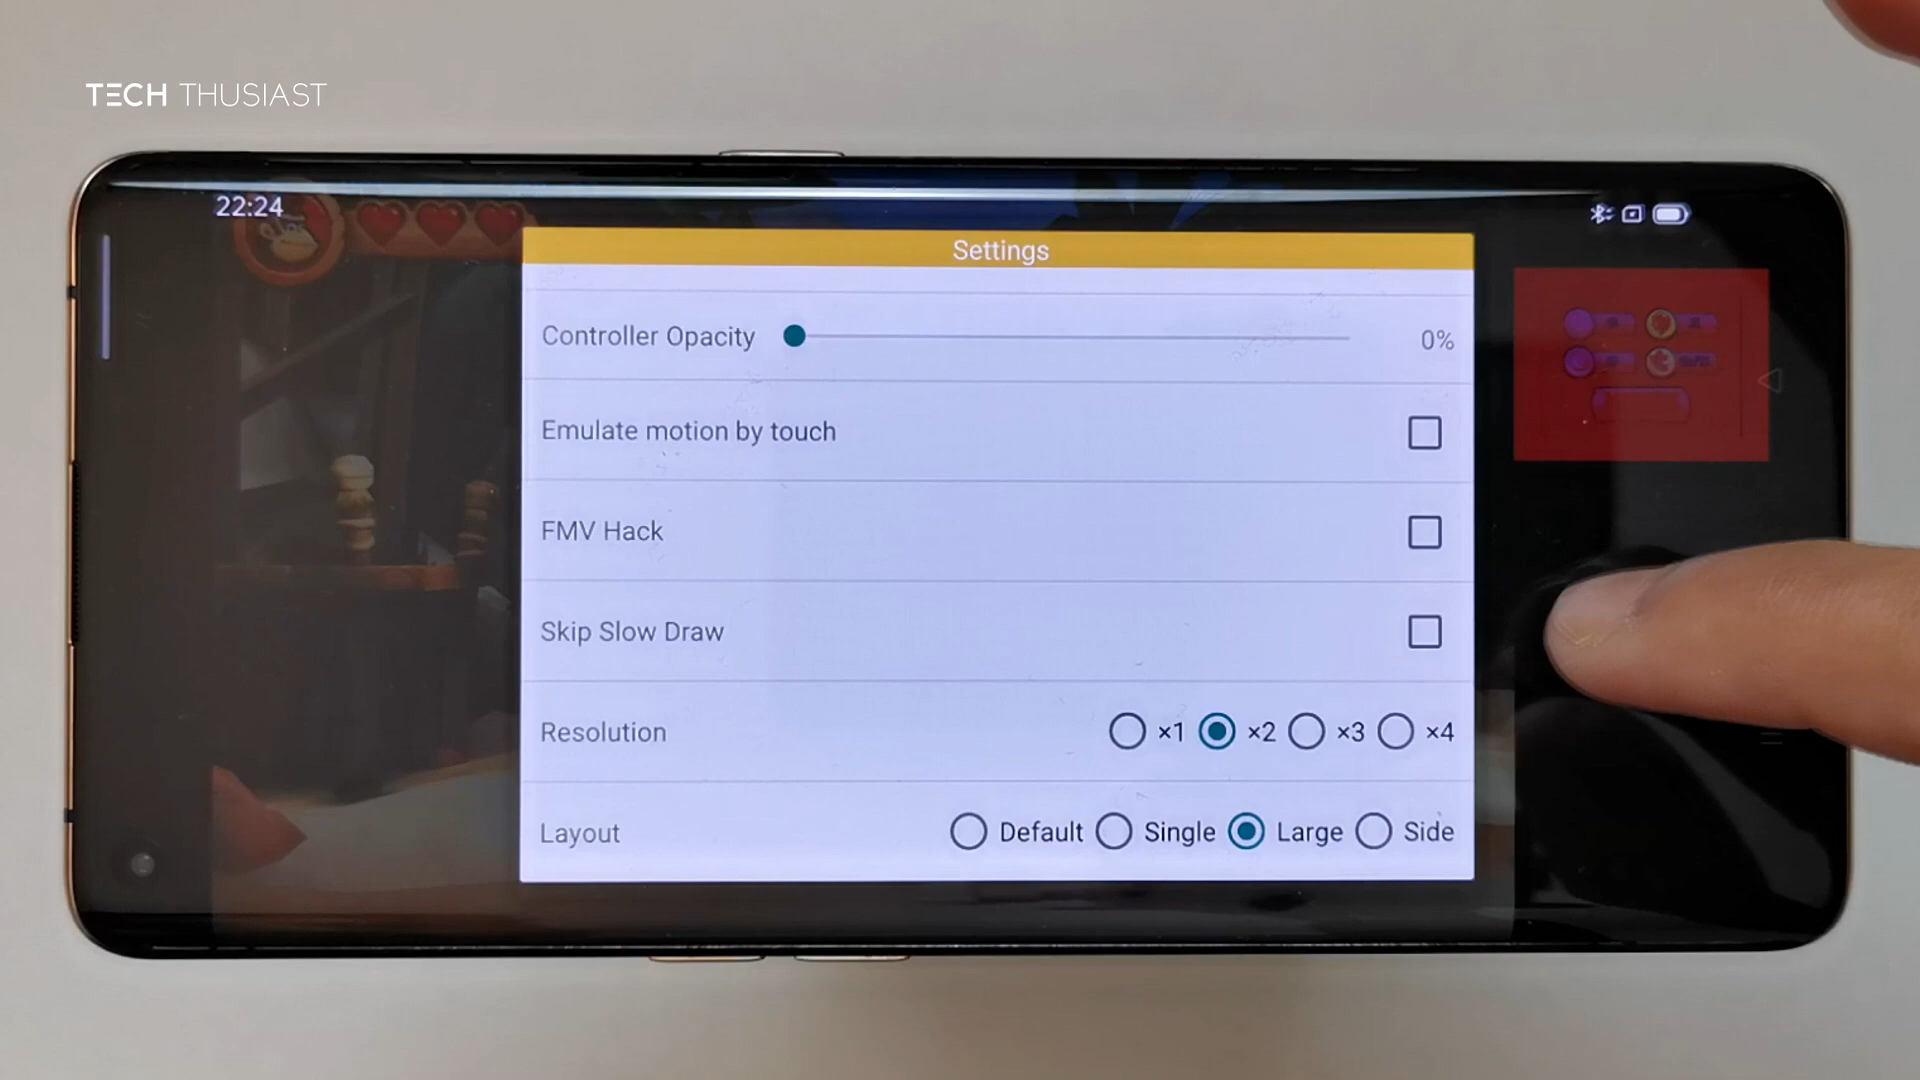 TECH THUSIAST
22:24
Settings
Controller Opacity 0%
Emulate motion by touch
FMV Hack
Skip Slow Draw
Resolution ×1 ×2 ×3 ×4
Layout Default Single Large Side